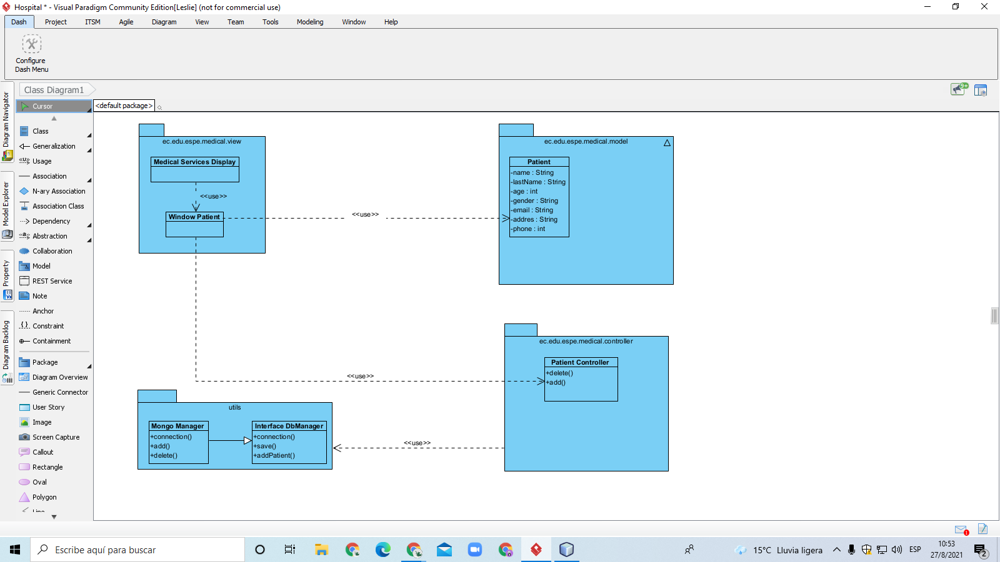 Hospital * - Visual Paradigm Community Edition[Leslie] (not for commercial use)
Dash Project ITSM Agile Diagram View Team Tools Modeling Window Help
Configure
Dash Menu
Class Diagram1
9+
Diagram Navigator
Model Explorer
Property
Diagram Backlog
Cursor
Class
Generalization
<<U>> Usage
Association
N-ary Association
Association Class
Dependency
<<a>> Abstraction
Collaboration
Model
REST Service
Note
Anchor
{} Constraint
Containment
Package
Diagram Overview
Generic Connector
User Story
Image
Screen Capture
Callout
Rectangle
Oval
Polygon
Line
<default package>
ec.edu.espe.medical.view
Medical Services Display
<<use>>
Window Patient
<<use>>
ec.edu.espe.medical.model
Patient
-name : String
-lastName : String
-age : int
-gender : String
-email : String
-addres : String
-phone : int
ec.edu.espe.medical.controller
Patient Controller
+delete()
+add()
<<use>>
utils
Mongo Manager
+connection()
+add()
+delete()
Interface DbManager
+connection()
+save()
+addPatient()
<<use>>
1
Escribe aquí para buscar
15°C Lluvia ligera
ESP
10:53
27/8/2021
2